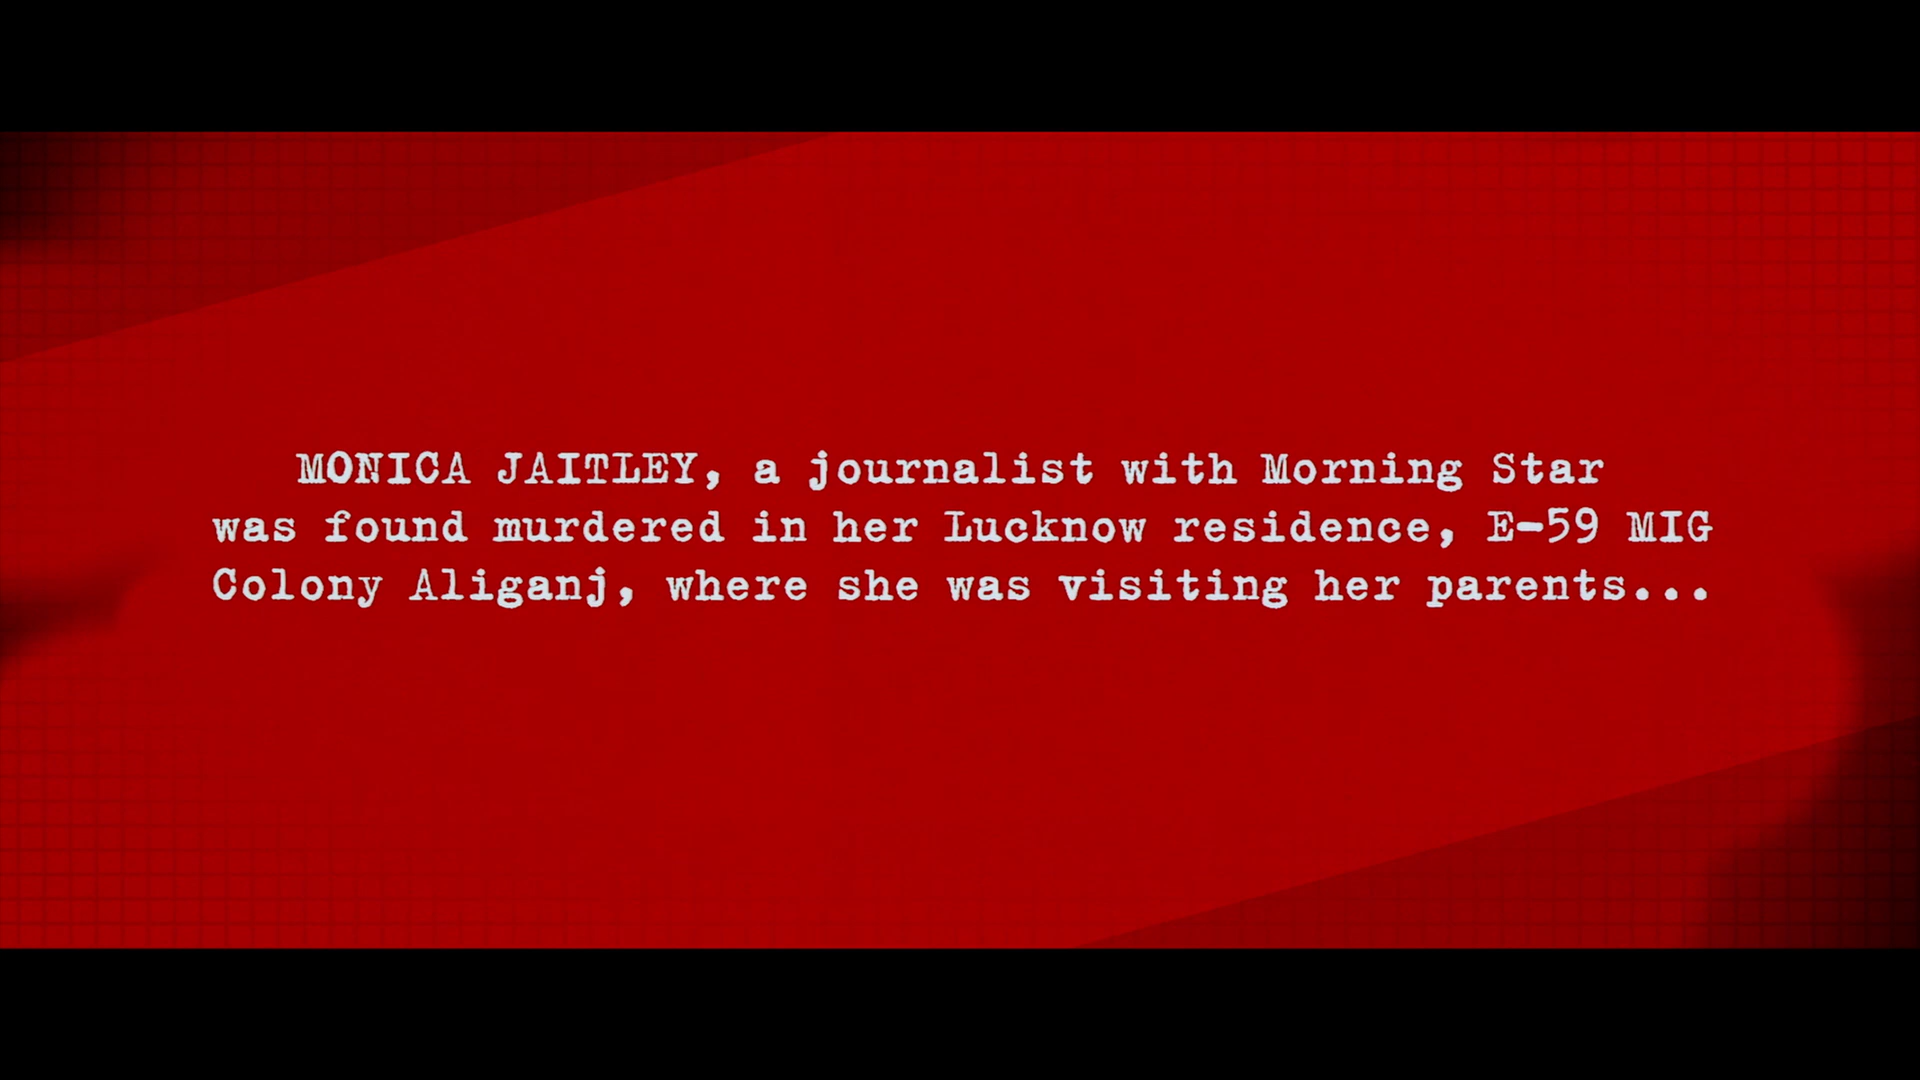 MONICA JAITLEY, a journalist with Morning Star
was found murdered in her Lucknow residence, E-59 MIG
Colony Aliganj, where she was visiting her parents...